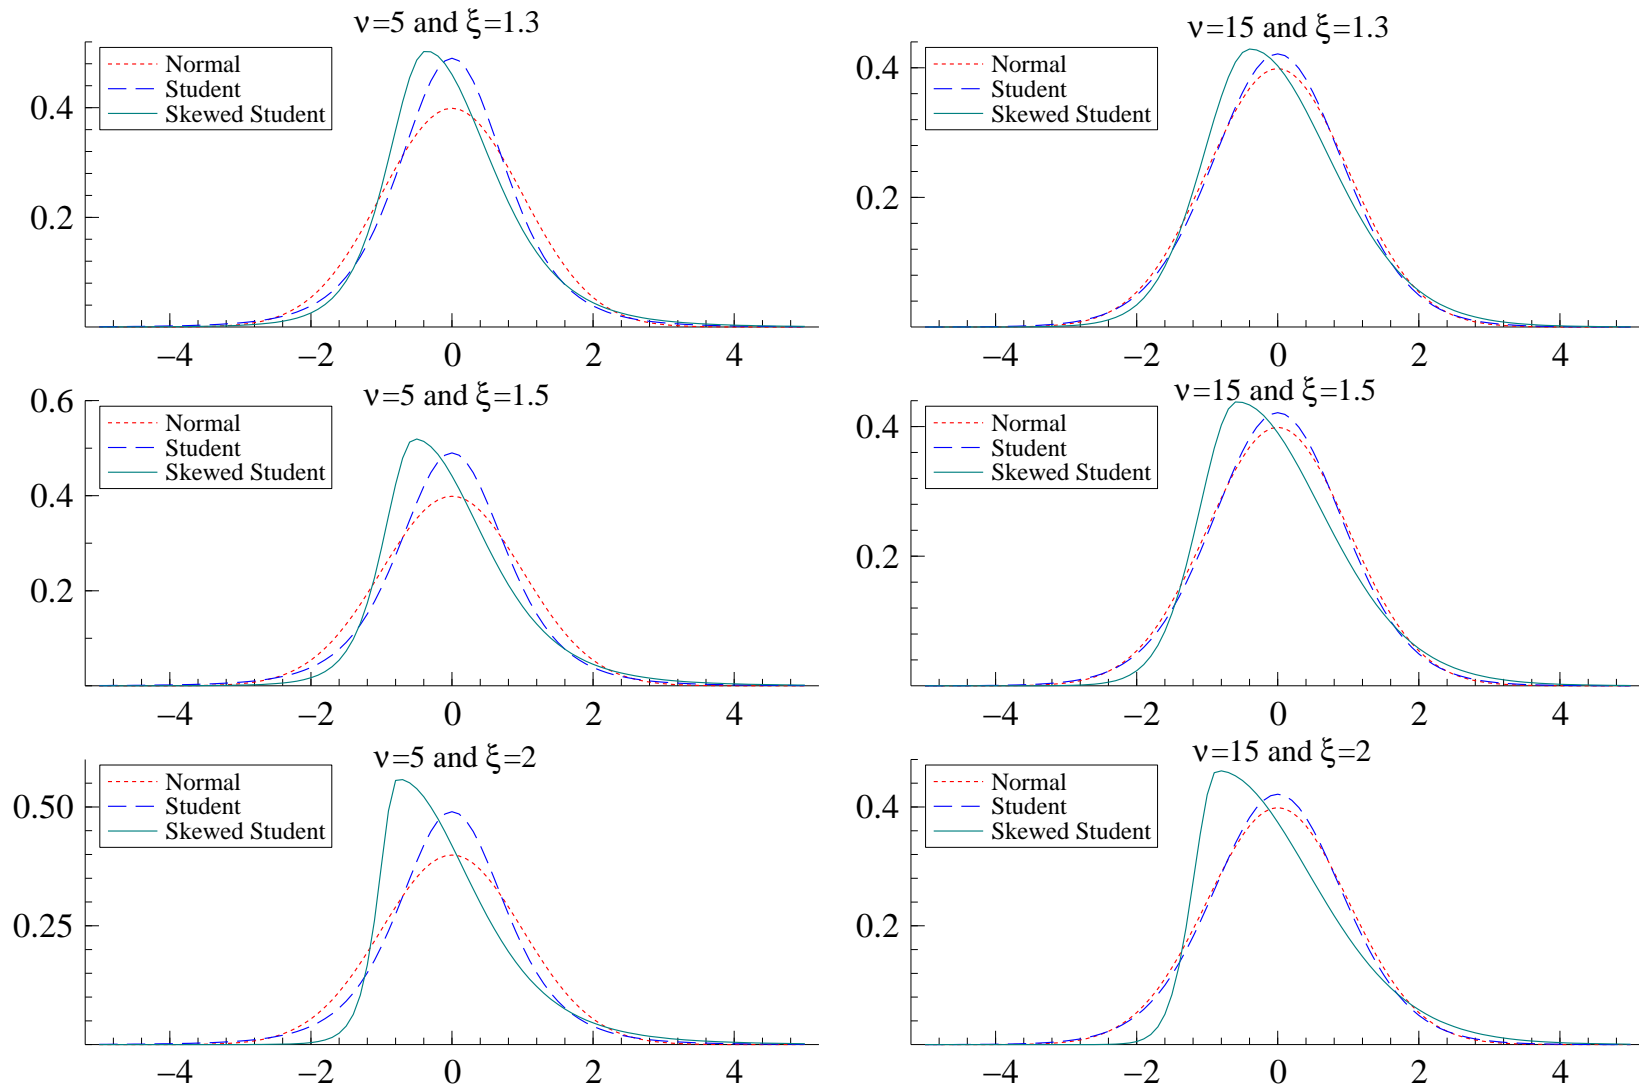 ν=5 and ξ=1.3
Normal
Student
Skewed Student
0.4
0.2
−4 −2 0 2 4
ν=15 and ξ=1.3
Normal
Student
Skewed Student
0.4
0.2
−4 −2 0 2 4
ν=5 and ξ=1.5
Normal
Student
Skewed Student
0.6
0.4
0.2
−4 −2 0 2 4
ν=15 and ξ=1.5
Normal
Student
Skewed Student
0.4
0.2
−4 −2 0 2 4
ν=5 and ξ=2
Normal
Student
Skewed Student
0.50
0.25
−4 −2 0 2 4
ν=15 and ξ=2
Normal
Student
Skewed Student
0.4
0.2
−4 −2 0 2 4